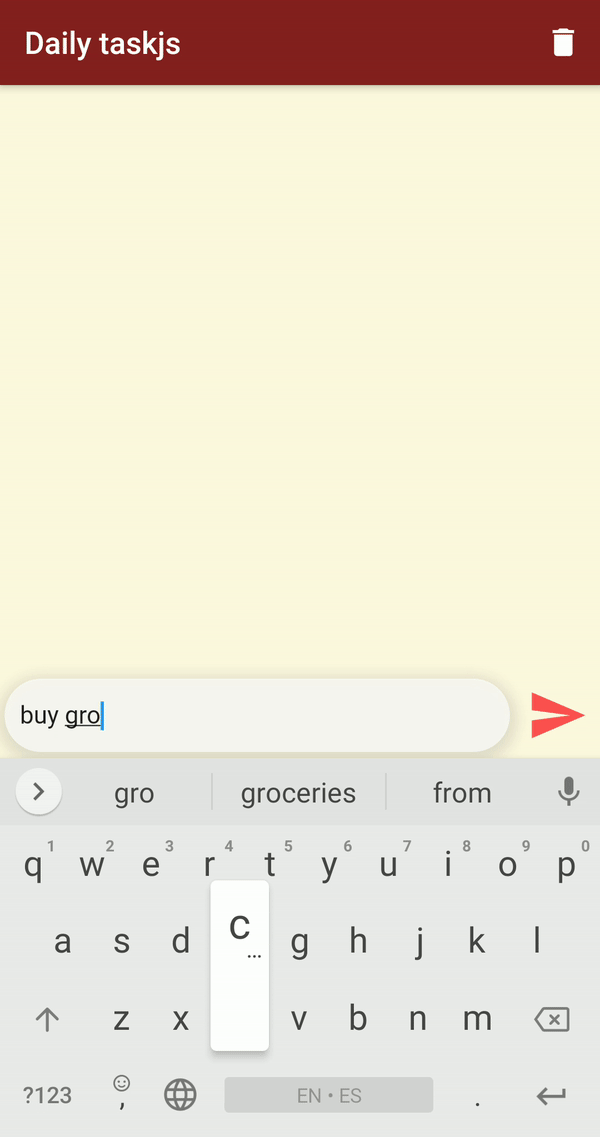 Daily taskjs
buy gro
gro groceries from
1 2 3 4 5 6 7 8 9 0
q w e r t y u i o p
a s d g h j k l
c ...
z x v b n m
?123 , EN • ES .